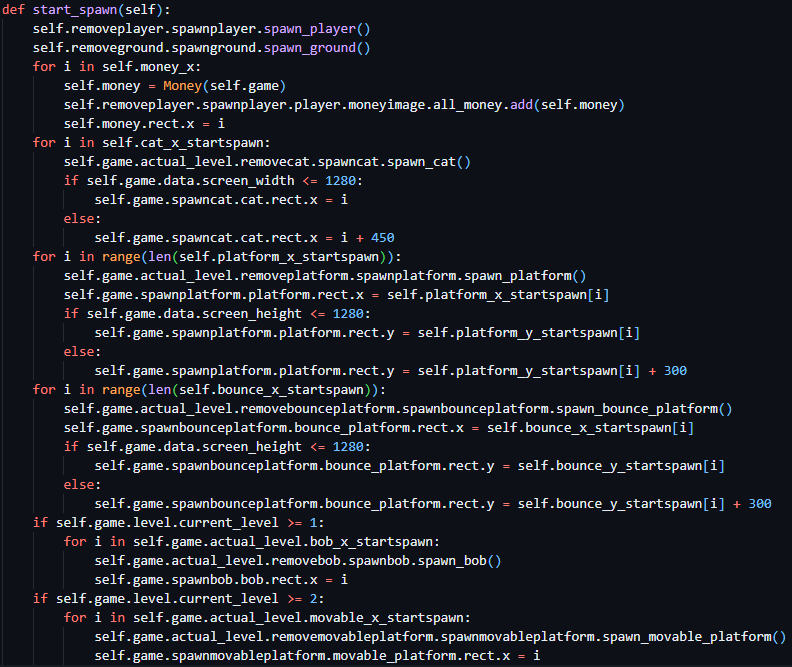 def start_spawn(self):
    self.removeplayer.spawnplayer.spawn_player()
    self.removeground.spawnground.spawn_ground()
    for i in self.money_x:
        self.money = Money(self.game)
        self.removeplayer.spawnplayer.player.moneyimage.all_money.add(self.money)
        self.money.rect.x = i
    for i in self.cat_x_startspawn:
        self.game.actual_level.removecat.spawncat.spawn_cat()
        if self.game.data.screen_width <= 1280:
            self.game.spawncat.cat.rect.x = i
        else:
            self.game.spawncat.cat.rect.x = i + 450
    for i in range(len(self.platform_x_startspawn)):
        self.game.actual_level.removeplatform.spawnplatform.spawn_platform()
        self.game.spawnplatform.platform.rect.x = self.platform_x_startspawn[i]
        if self.game.data.screen_height <= 1280:
            self.game.spawnplatform.platform.rect.y = self.platform_y_startspawn[i]
        else:
            self.game.spawnplatform.platform.rect.y = self.platform_y_startspawn[i] + 300
    for i in range(len(self.bounce_x_startspawn)):
        self.game.actual_level.removebounceplatform.spawnbounceplatform.spawn_bounce_platform()
        self.game.spawnbounceplatform.bounce_platform.rect.x = self.bounce_x_startspawn[i]
        if self.game.data.screen_height <= 1280:
            self.game.spawnbounceplatform.bounce_platform.rect.y = self.bounce_y_startspawn[i]
        else:
            self.game.spawnbounceplatform.bounce_platform.rect.y = self.bounce_y_startspawn[i] + 300
    if self.game.level.current_level >= 1:
        for i in self.game.actual_level.bob_x_startspawn:
            self.game.actual_level.removebob.spawnbob.spawn_bob()
            self.game.spawnbob.bob.rect.x = i
    if self.game.level.current_level >= 2:
        for i in self.game.actual_level.movable_x_startspawn:
            self.game.actual_level.removemovableplatform.spawnmovableplatform.spawn_movable_platform()
            self.game.spawnmovableplatform.movable_platform.rect.x = i